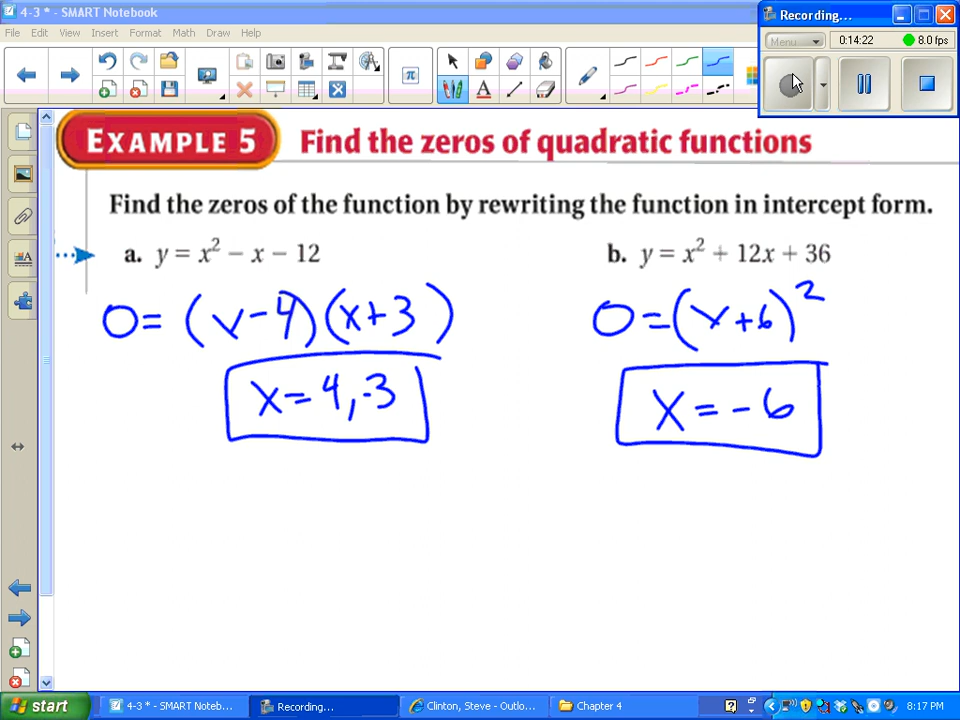 4-3 * - SMART Notebook
File Edit View Insert Format Math Draw Help
Recording...
Menu
0:14:22
8.0 fps
π
A
EXAMPLE 5 Find the zeros of quadratic functions
Find the zeros of the function by rewriting the function in intercept form.
a. y = x² − x − 12
b. y = x² + 12x + 36
0 = (x-4)(x+3)
0 = (x+6)²
x = 4, -3
x = -6
start
4-3 * - SMART Noteb...
Recording...
Clinton, Steve - Outlo...
Chapter 4
8:17 PM